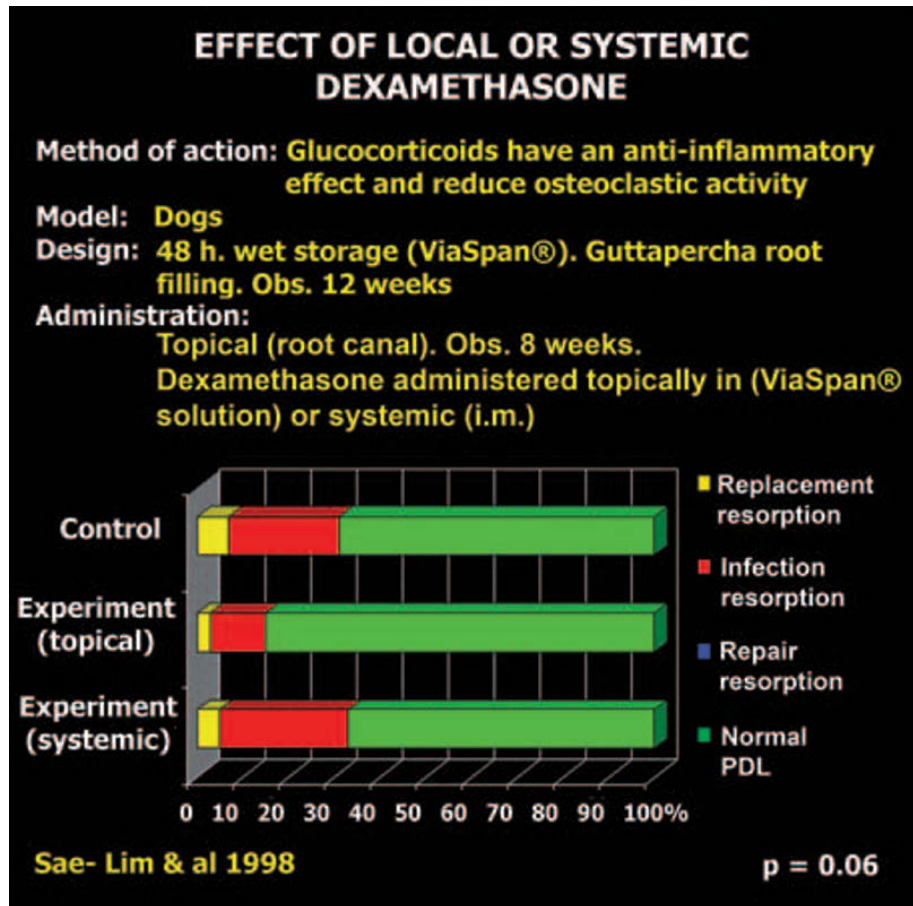 EFFECT OF LOCAL OR SYSTEMIC
DEXAMETHASONE
Method of action: Glucocorticoids have an anti-inflammatory
effect and reduce osteoclastic activity
Model: Dogs
Design: 48 h. wet storage (ViaSpan®). Guttapercha root
filling. Obs. 12 weeks
Administration:
Topical (root canal). Obs. 8 weeks.
Dexamethasone administered topically in (ViaSpan®
solution) or systemic (i.m.)
Control
Experiment
(topical)
Experiment
(systemic)
0 10 20 30 40 50 60 70 80 90 100%
Replacement
resorption
Infection
resorption
Repair
resorption
Normal
PDL
Sae- Lim & al 1998
p = 0.06